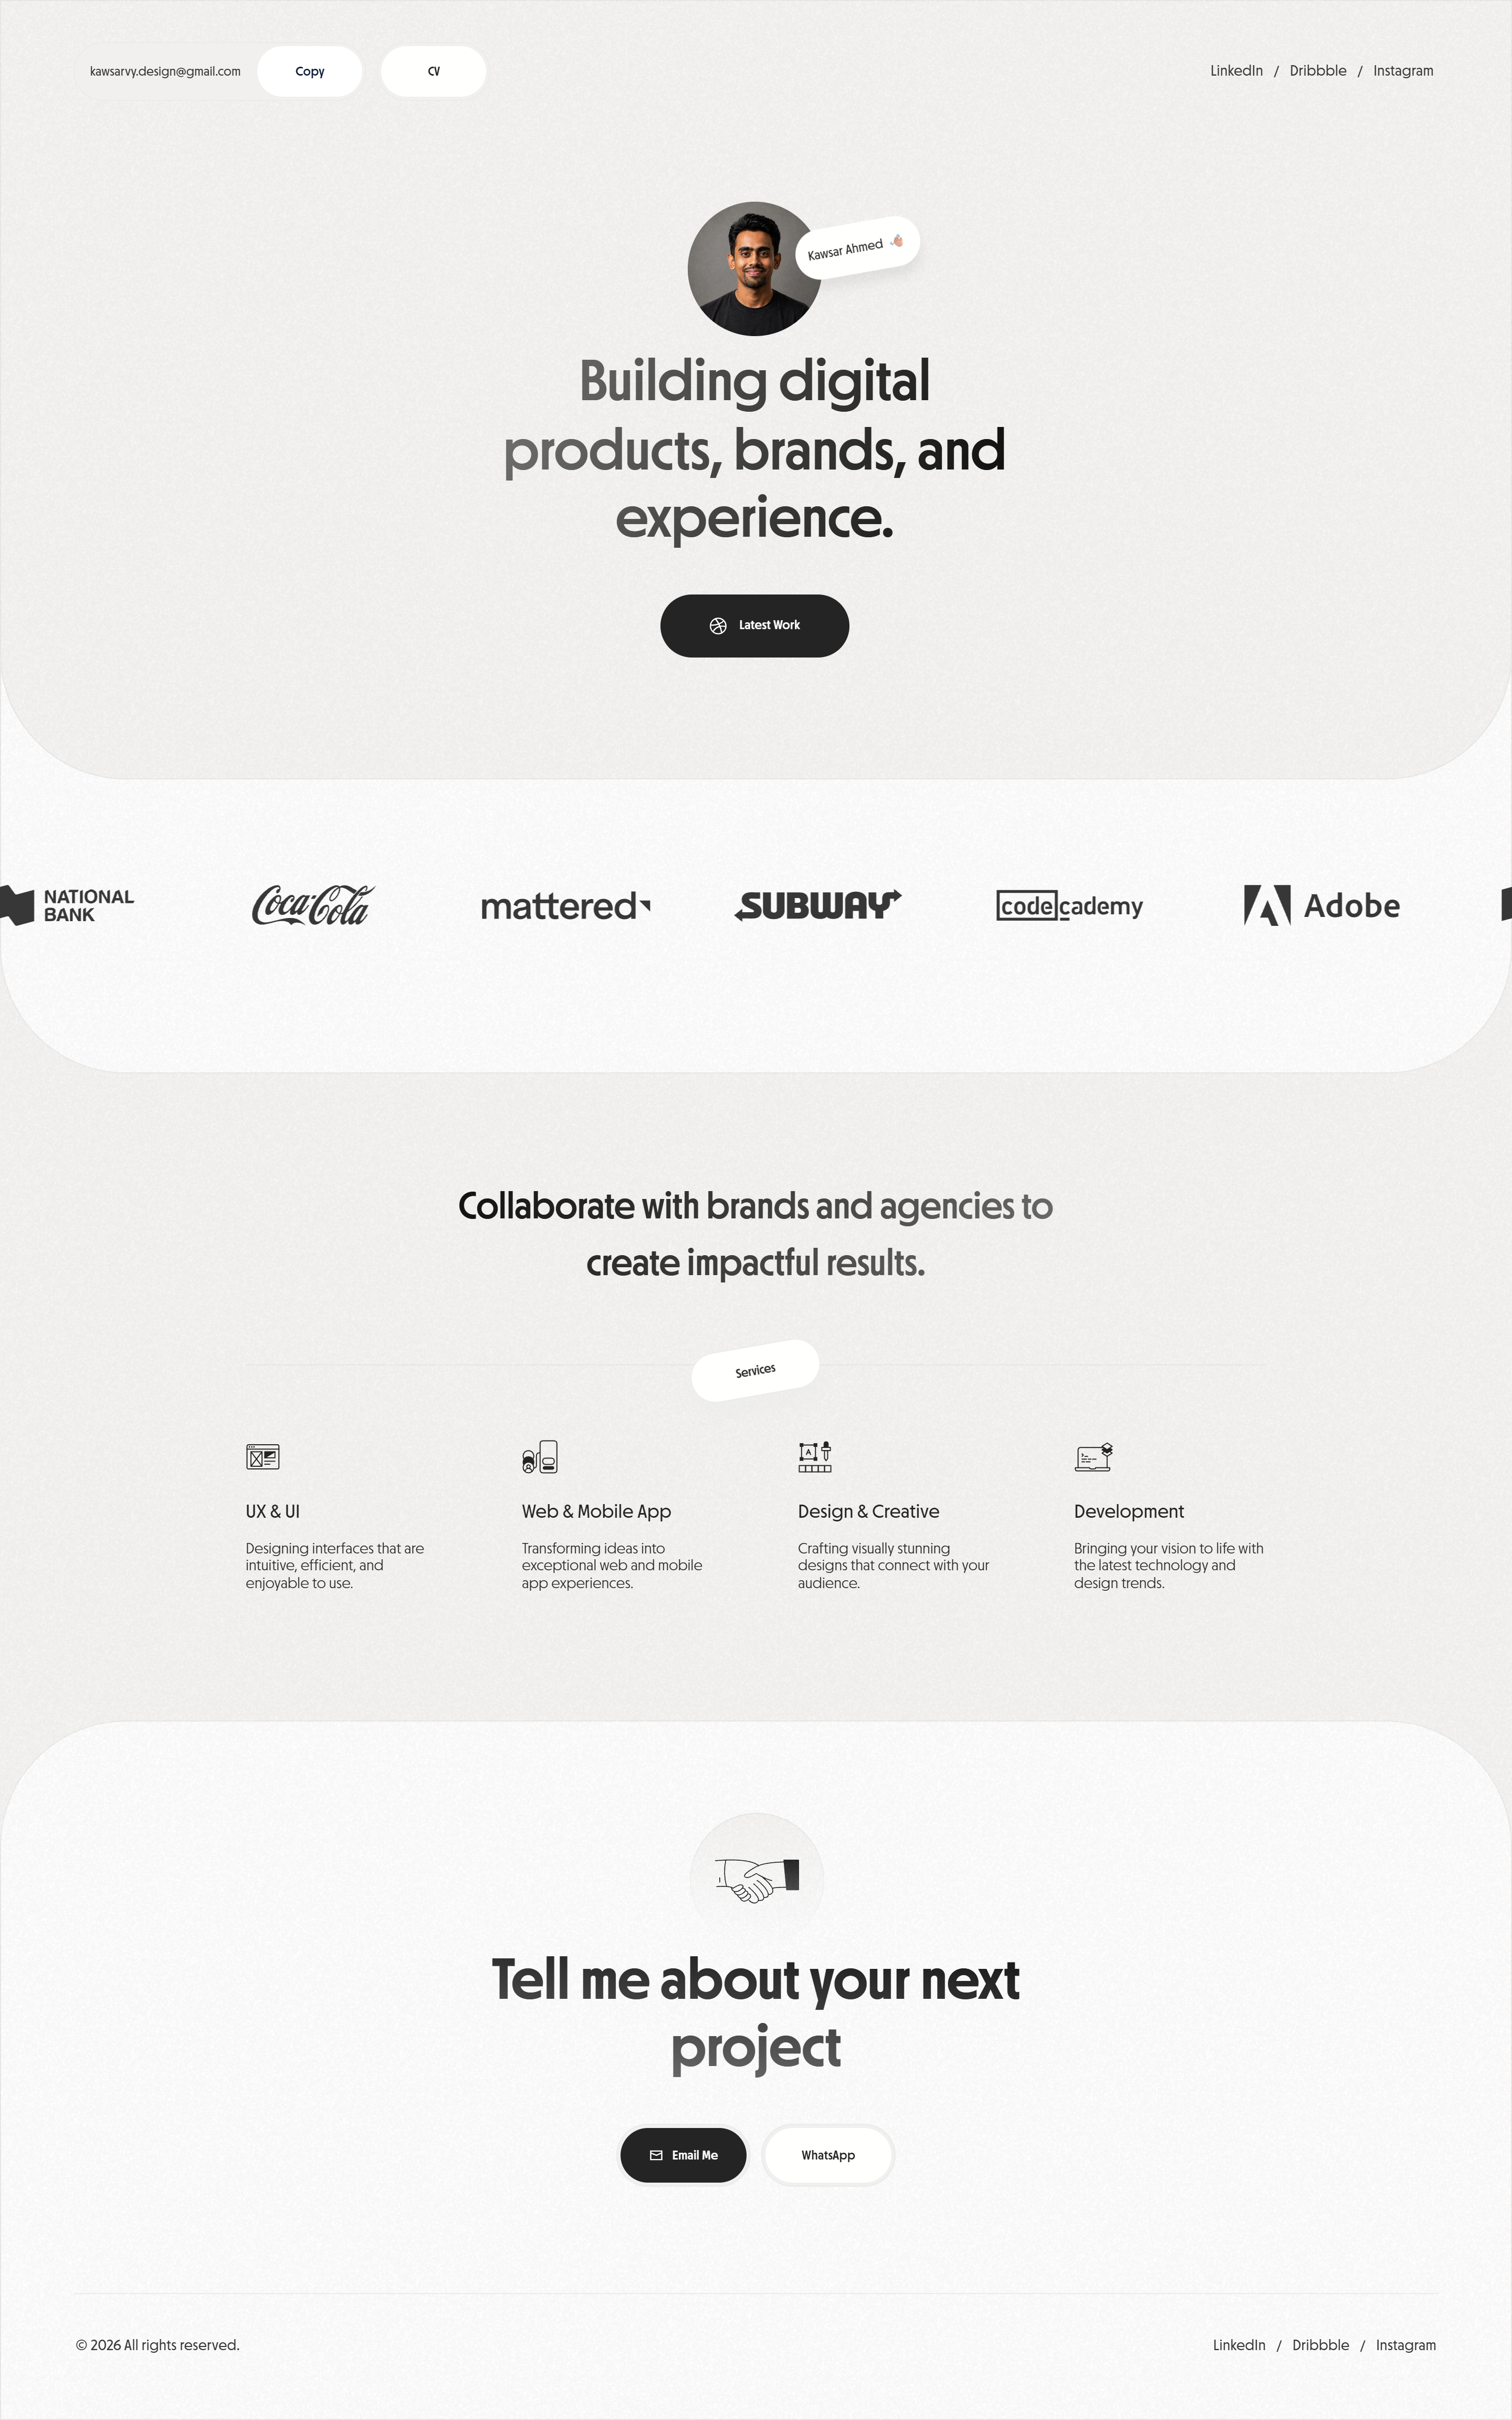 kawsarvy.design@gmail.com Copy CV LinkedIn / Dribbble / Instagram
Kawsar Ahmed 👋🏼
Building digital
products, brands, and
experience.
Latest Work
NATIONAL
BANK
Coca-Cola mattered SUBWAY codecademy Adobe
Collaborate with brands and agencies to
create impactful results.
Services
UX & UI
Designing interfaces that are
intuitive, efficient, and
enjoyable to use.
Web & Mobile App
Transforming ideas into
exceptional web and mobile
app experiences.
Design & Creative
Crafting visually stunning
designs that connect with your
audience.
Development
Bringing your vision to life with
the latest technology and
design trends.
Tell me about your next
project
Email Me WhatsApp
© 2026 All rights reserved. LinkedIn / Dribbble / Instagram